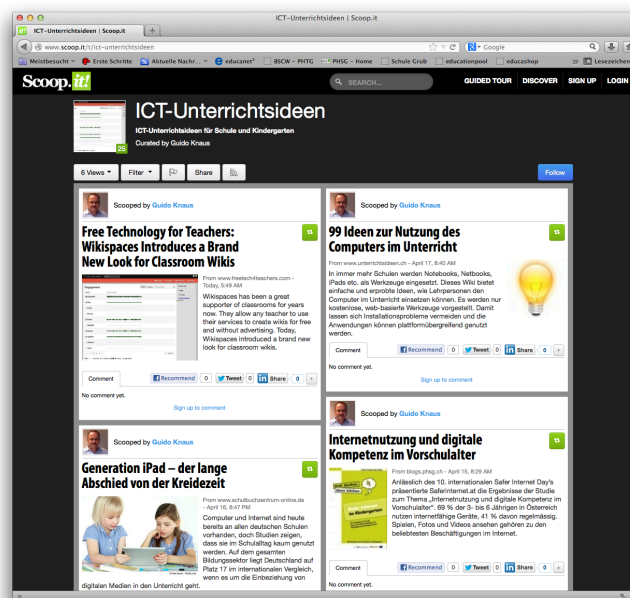 ICT-Unterrichtsideen | Scoop.it
ICT-Unterrichtsideen | Scoop.it
www.scoop.it/t/ict-unterrichtsideen
Google
Meistbesucht Erste Schritte Aktuelle Nachr... educanet² BSCW - PHTG PHSG - Home Schule Grub educationpool educashop Lesezeichen
Scoop.it!
SEARCH...
GUIDED TOUR DISCOVER SIGN UP LOGIN
ICT-Unterrichtsideen
ICT-Unterrichtsideen für Schule und Kindergarten
Curated by Guido Knaus
25
6 Views Filter Share
Follow
Scooped by Guido Knaus
Free Technology for Teachers:
Wikispaces Introduces a Brand
New Look for Classroom Wikis
From www.freetech4teachers.com -
Today, 5:49 AM
Wikispaces has been a great
supporter of classrooms for years
now. They allow any teacher to use
their services to create wikis for free
and without advertising. Today,
Wikispaces introduced a brand new
look for classroom wikis.
Comment
Recommend 0 Tweet 0 Share 0 +
No comment yet.
Sign up to comment
Scooped by Guido Knaus
Generation iPad – der lange
Abschied von der Kreidezeit
From www.schulbuchzentrum-online.de
- April 16, 8:47 PM
Computer und Internet sind heute
bereits an allen deutschen Schulen
vorhanden, doch Studien zeigen,
dass sie im Schulalltag kaum genutzt
werden. Auf dem gesamten
Bildungssektor liegt Deutschland auf
Platz 17 im internationalen Vergleich,
wenn es um die Einbeziehung von
digitalen Medien in den Unterricht geht.
Scooped by Guido Knaus
99 Ideen zur Nutzung des
Computers im Unterricht
From www.unterrichtsideen.ch - April 17, 8:40 AM
In immer mehr Schulen werden Notebooks, Netbooks,
iPads etc. als Werkzeuge eingesetzt. Dieses Wiki bietet
einfache und erprobte Ideen, wie Lehrpersonen den
Computer im Unterricht einsetzen können. Es werden nur
kostenlose, web-basierte Werkzeuge vorgestellt. Damit
lassen sich Installationsprobleme vermeiden und die
Anwendungen können plattformübergreifend genutzt
werden.
Comment
Recommend 0 Tweet 0 Share 0 +
No comment yet.
Sign up to comment
Scooped by Guido Knaus
Internetnutzung und digitale
Kompetenz im Vorschulalter
From blogs.phsg.ch - April 15, 8:29 AM
Anlässlich des 10. internationalen Safer Internet Day's
präsentierte Saferinternet.at die Ergebnisse der Studie
zum Thema „Internetnutzung und digitale Kompetenz im
Vorschulalter“. 69 % der 3- bis 6 Jährigen in Österreich
nutzen internetfähige Geräte, 41 % davon regelmässig.
Spielen, Fotos und Videos ansehen gehören zu den
beliebtesten Beschäftigungen im Internet.
Comment
Recommend 0 Tweet 0 Share 0 +
No comment yet.